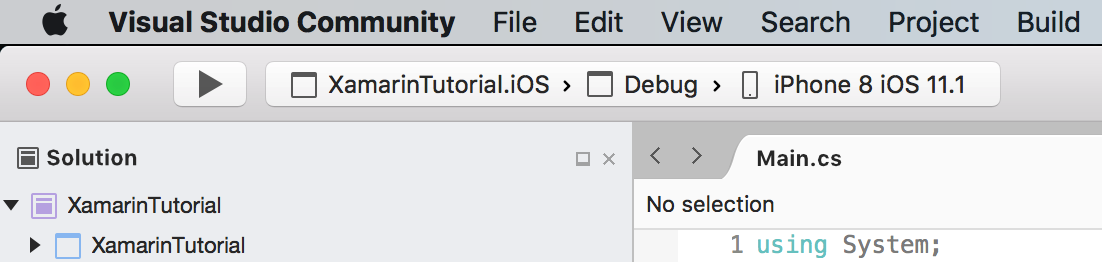 Visual Studio Community File Edit View Search Project Build
XamarinTutorial.iOS › Debug › iPhone 8 iOS 11.1
Solution
Main.cs
XamarinTutorial
No selection
XamarinTutorial
1 using System;